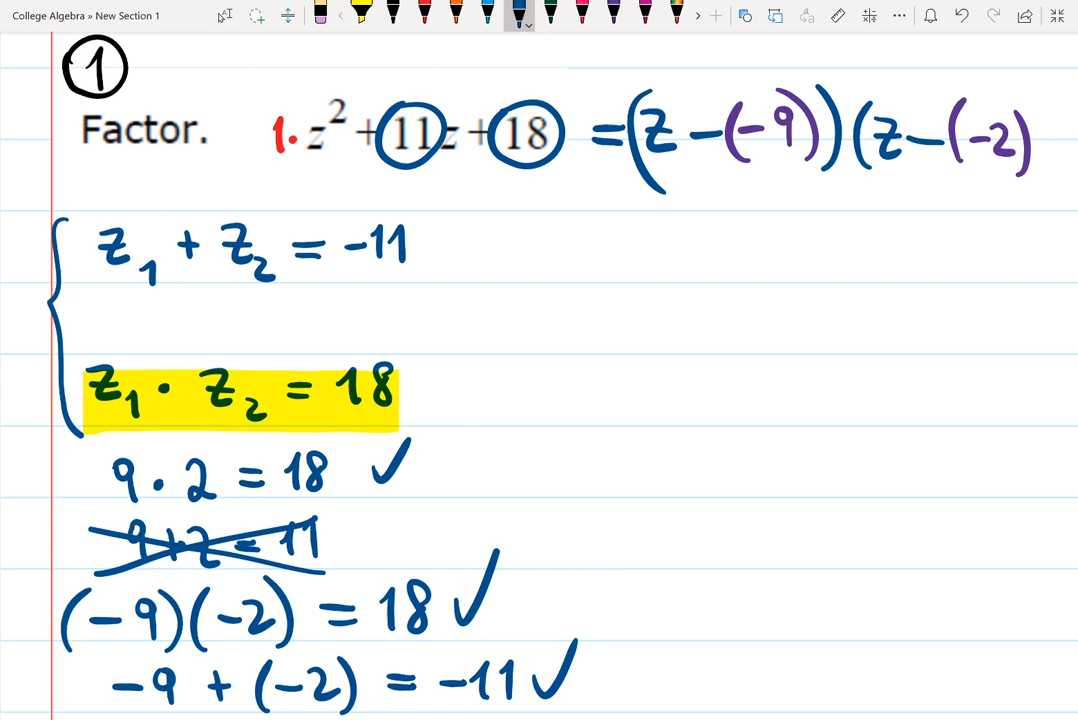 College Algebra » New Section 1
1
Factor. 1. z² + 11z + 18 = (z - (-9))(z - (-2)
z₁ + z₂ = -11
z₁ · z₂ = 18
9 · 2 = 18 ✓
9 + 2 = 11
(-9)(-2) = 18 ✓
-9 + (-2) = -11 ✓